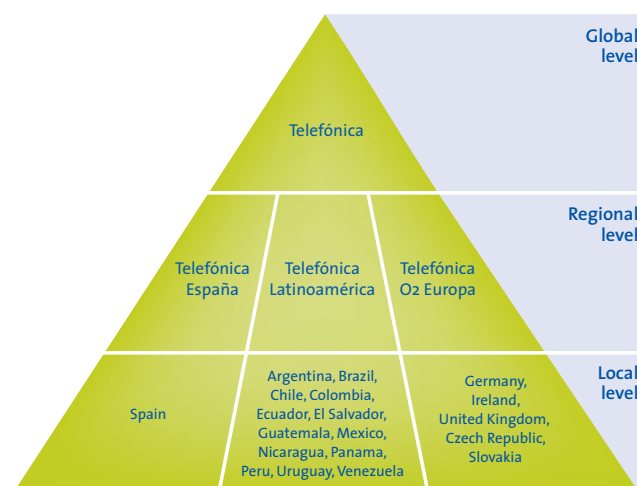 Global
level
Telefónica
Regional
level
Telefónica
España
Telefónica
Latinoamérica
Telefónica
O2 Europa
Local
level
Spain
Argentina, Brazil,
Chile, Colombia,
Ecuador, El Salvador,
Guatemala, Mexico,
Nicaragua, Panama,
Peru, Uruguay, Venezuela
Germany,
Ireland,
United Kingdom,
Czech Republic,
Slovakia